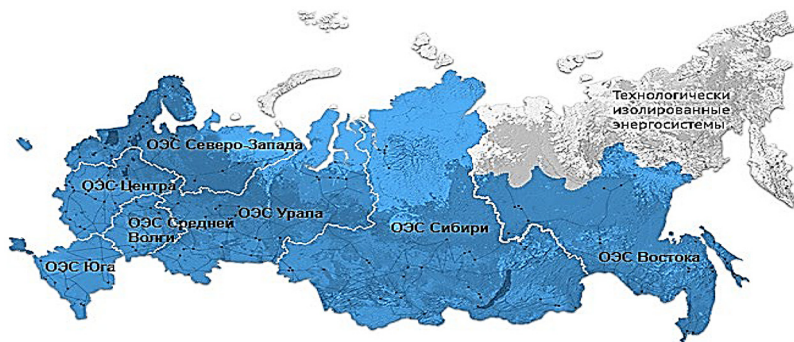 Технологически
изолированные
энергосистемы
ОЭС Северо-Запада
ОЭС Центра
ОЭС Средней
Волги
ОЭС Урала
ОЭС Сибири
ОЭС Юга
ОЭС Востока